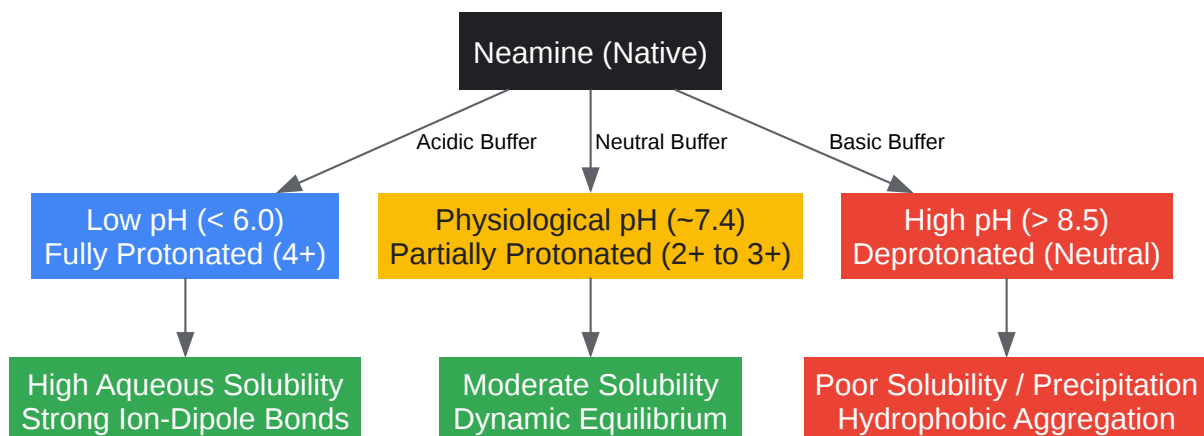 Neamine (Native)
Acidic Buffer
Neutral Buffer
Basic Buffer
Low pH (< 6.0)
Fully Protonated (4+)
Physiological pH (~7.4)
Partially Protonated (2+ to 3+)
High pH (> 8.5)
Deprotonated (Neutral)
High Aqueous Solubility
Strong Ion-Dipole Bonds
Moderate Solubility
Dynamic Equilibrium
Poor Solubility / Precipitation
Hydrophobic Aggregation